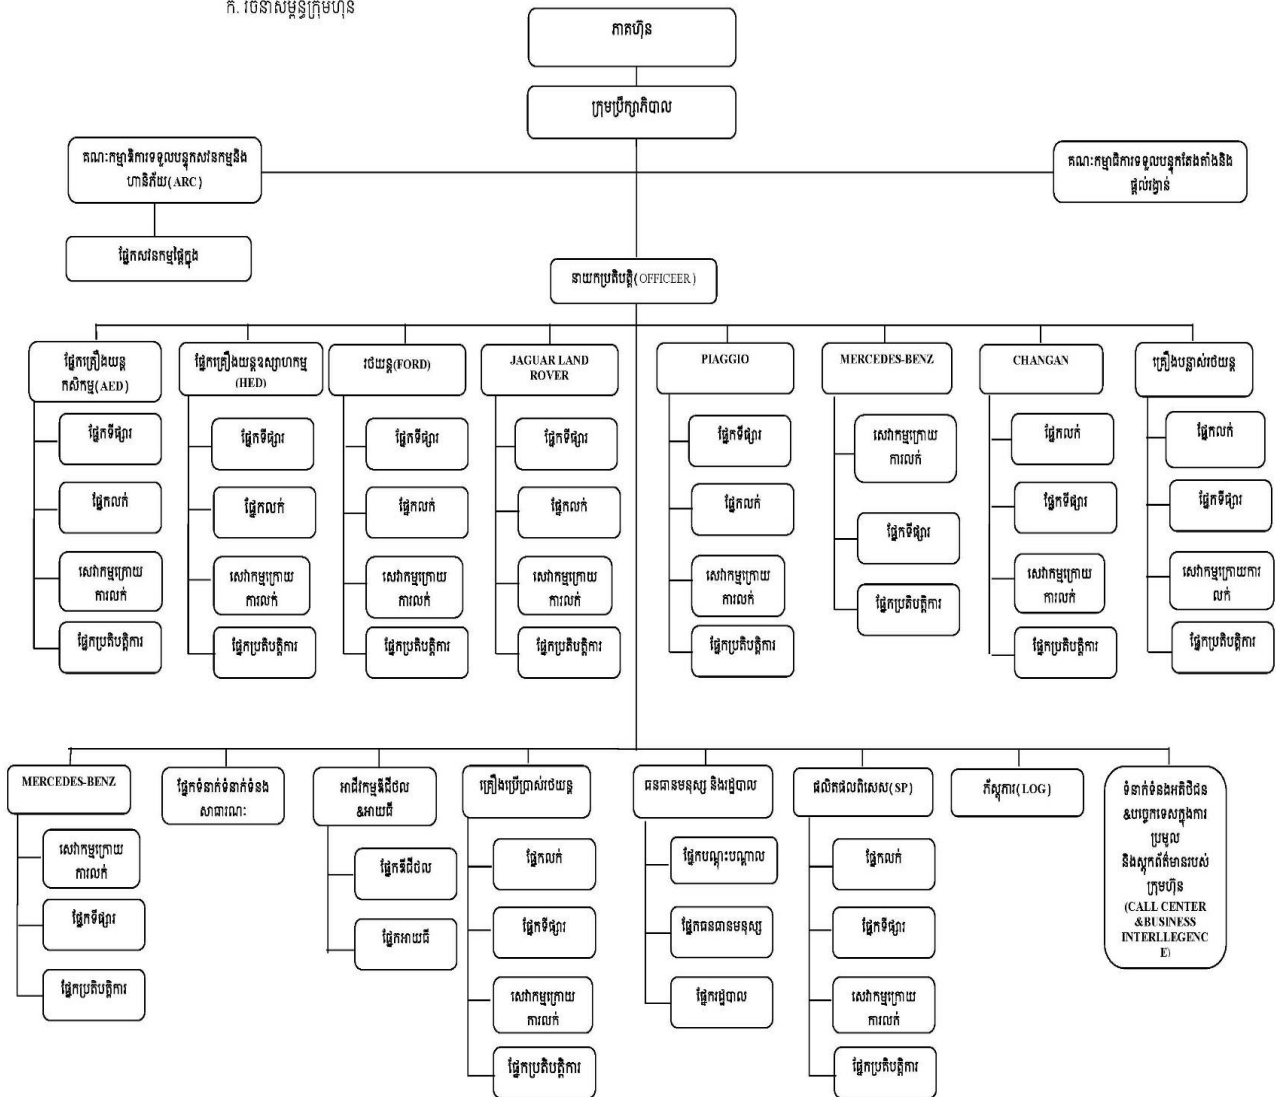 ក. រចនាសម្ពន្ធក្រុមហ៊ុន
ភាគហ៊ុន
ក្រុមប្រឹក្សាភិបាល
គណៈកម្មាធិការទទួលបន្ទុកសវនកម្មនិង
ហានិភ័យ(ARC)
គណៈកម្មាធិការទទួលបន្ទុកតែងតាំងនិង
ផ្តល់រង្វាន់
ផ្នែកសវនកម្មផ្ទៃក្នុង
នាយកប្រតិបត្តិ(OFFICEER)
ផ្នែកគ្រឿងយន្ត
កសិកម្ម(AED)
ផ្នែកទីផ្សារ
ផ្នែកលក់
សេវាកម្មក្រោយ
ការលក់
ផ្នែកប្រតិបត្តិការ
ផ្នែកគ្រឿងយន្តឧស្សាហកម្ម
(HED)
ផ្នែកទីផ្សារ
ផ្នែកលក់
សេវាកម្មក្រោយ
ការលក់
ផ្នែកប្រតិបត្តិការ
រថយន្ត(FORD)
ផ្នែកទីផ្សារ
ផ្នែកលក់
សេវាកម្មក្រោយ
ការលក់
ផ្នែកប្រតិបត្តិការ
JAGUAR LAND
ROVER
ផ្នែកទីផ្សារ
ផ្នែកលក់
សេវាកម្មក្រោយ
ការលក់
ផ្នែកប្រតិបត្តិការ
PIAGGIO
ផ្នែកទីផ្សារ
ផ្នែកលក់
សេវាកម្មក្រោយ
ការលក់
ផ្នែកប្រតិបត្តិការ
MERCEDES-BENZ
សេវាកម្មក្រោយ
ការលក់
ផ្នែកទីផ្សារ
ផ្នែកប្រតិបត្តិការ
CHANGAN
ផ្នែកលក់
ផ្នែកទីផ្សារ
សេវាកម្មក្រោយ
ការលក់
ផ្នែកប្រតិបត្តិការ
គ្រឿងបន្លាស់រថយន្ត
ផ្នែកលក់
ផ្នែកទីផ្សារ
សេវាកម្មក្រោយការ
លក់
ផ្នែកប្រតិបត្តិការ
MERCEDES-BENZ
សេវាកម្មក្រោយ
ការលក់
ផ្នែកទីផ្សារ
ផ្នែកប្រតិបត្តិការ
ផ្នែកទំនាក់ទំនាក់ទំនង
សាធារណៈ
អាជីវកម្មឌីជីថល
&អាយធី
ផ្នែកឌីជីថល
ផ្នែកអាយធី
គ្រឿងប្រើប្រាស់រថយន្ត
ផ្នែកលក់
ផ្នែកទីផ្សារ
សេវាកម្មក្រោយ
ការលក់
ផ្នែកប្រតិបត្តិការ
ធនធានមនុស្ស និងរដ្ឋបាល
ផ្នែកបណ្តុះបណ្តាល
ផ្នែកធនធានមនុស្ស
ផ្នែករដ្ឋបាល
ផលិតផលពិសេស(SP)
ផ្នែកលក់
ផ្នែកទីផ្សារ
សេវាកម្មក្រោយ
ការលក់
ផ្នែកប្រតិបត្តិការ
ភ័ស្តុការ(LOG)
ទំនាក់ទំនងអតិថិជន
&បច្ចេកទេសក្នុងការ
ប្រមូល
និងស្តុកព័ត៌មានរបស់
ក្រុមហ៊ុន
(CALL CENTER
&BUSINESS
INTERLLEGENC
E)